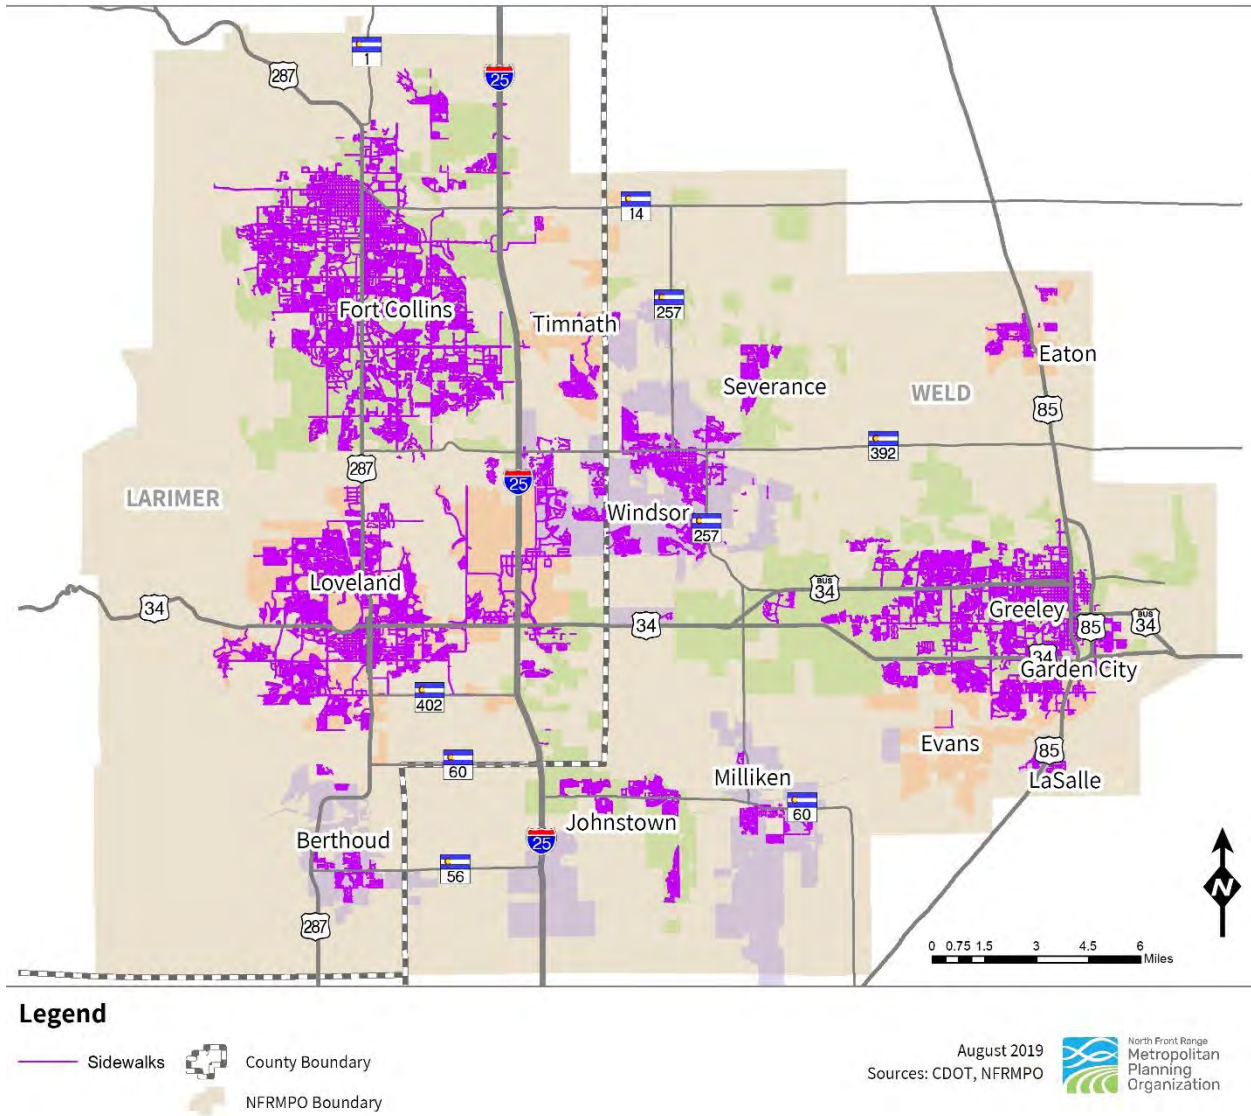 1
287
25
14
257
Fort Collins
Timnath
Eaton
Severance
WELD
85
392
287
25
LARIMER
Windsor
257
Loveland
BUS
34
34
Greeley
34
85
BUS
34
34
Garden City
402
Evans
85
60
Milliken
LaSalle
60
Johnstown
Berthoud
25
56
287
N
0 0.75 1.5 3 4.5 6
Miles
Legend
Sidewalks
County Boundary
NFRMPO Boundary
August 2019
Sources: CDOT, NFRMPO
North Front Range
Metropolitan
Planning
Organization